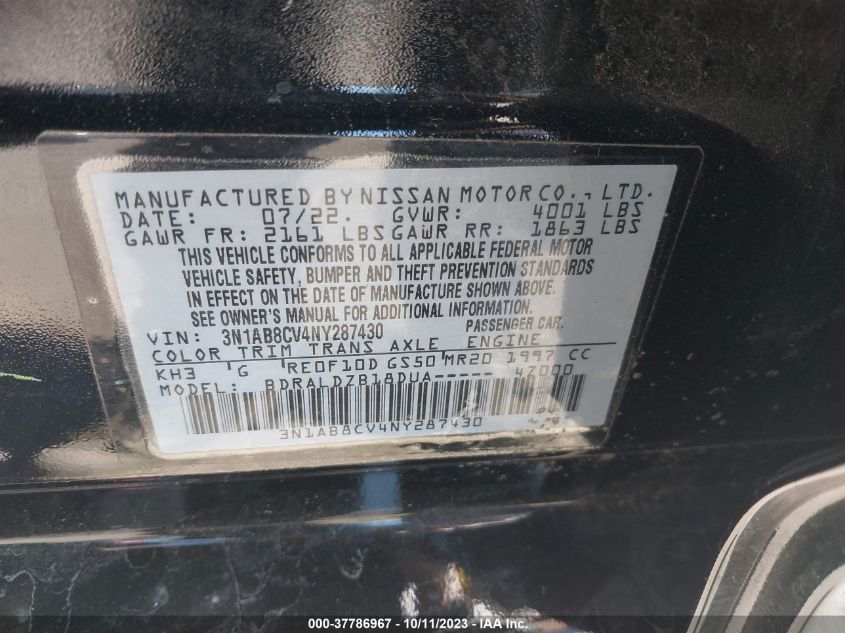 MANUFACTURED BY NISSAN MOTOR CO., LTD.
DATE: 07/22. GVWR: 4001 LBS
GAWR FR: 2161 LBS GAWR RR: 1863 LBS
THIS VEHICLE CONFORMS TO ALL APPLICABLE FEDERAL MOTOR
VEHICLE SAFETY, BUMPER AND THEFT PREVENTION STANDARDS
IN EFFECT ON THE DATE OF MANUFACTURE SHOWN ABOVE.
SEE OWNER'S MANUAL FOR ADDITIONAL INFORMATION.
VIN: 3N1AB8CV4NY287430 PASSENGER CAR.
COLOR TRIM TRANS AXLE ENGINE
KH3 G RE0F10D GS50 MR20 1997 CC
MODEL: BDRALDZB18DUA----- 47000
3N1AB8CV4NY287430
000-37786967 - 10/11/2023 - IAA Inc.